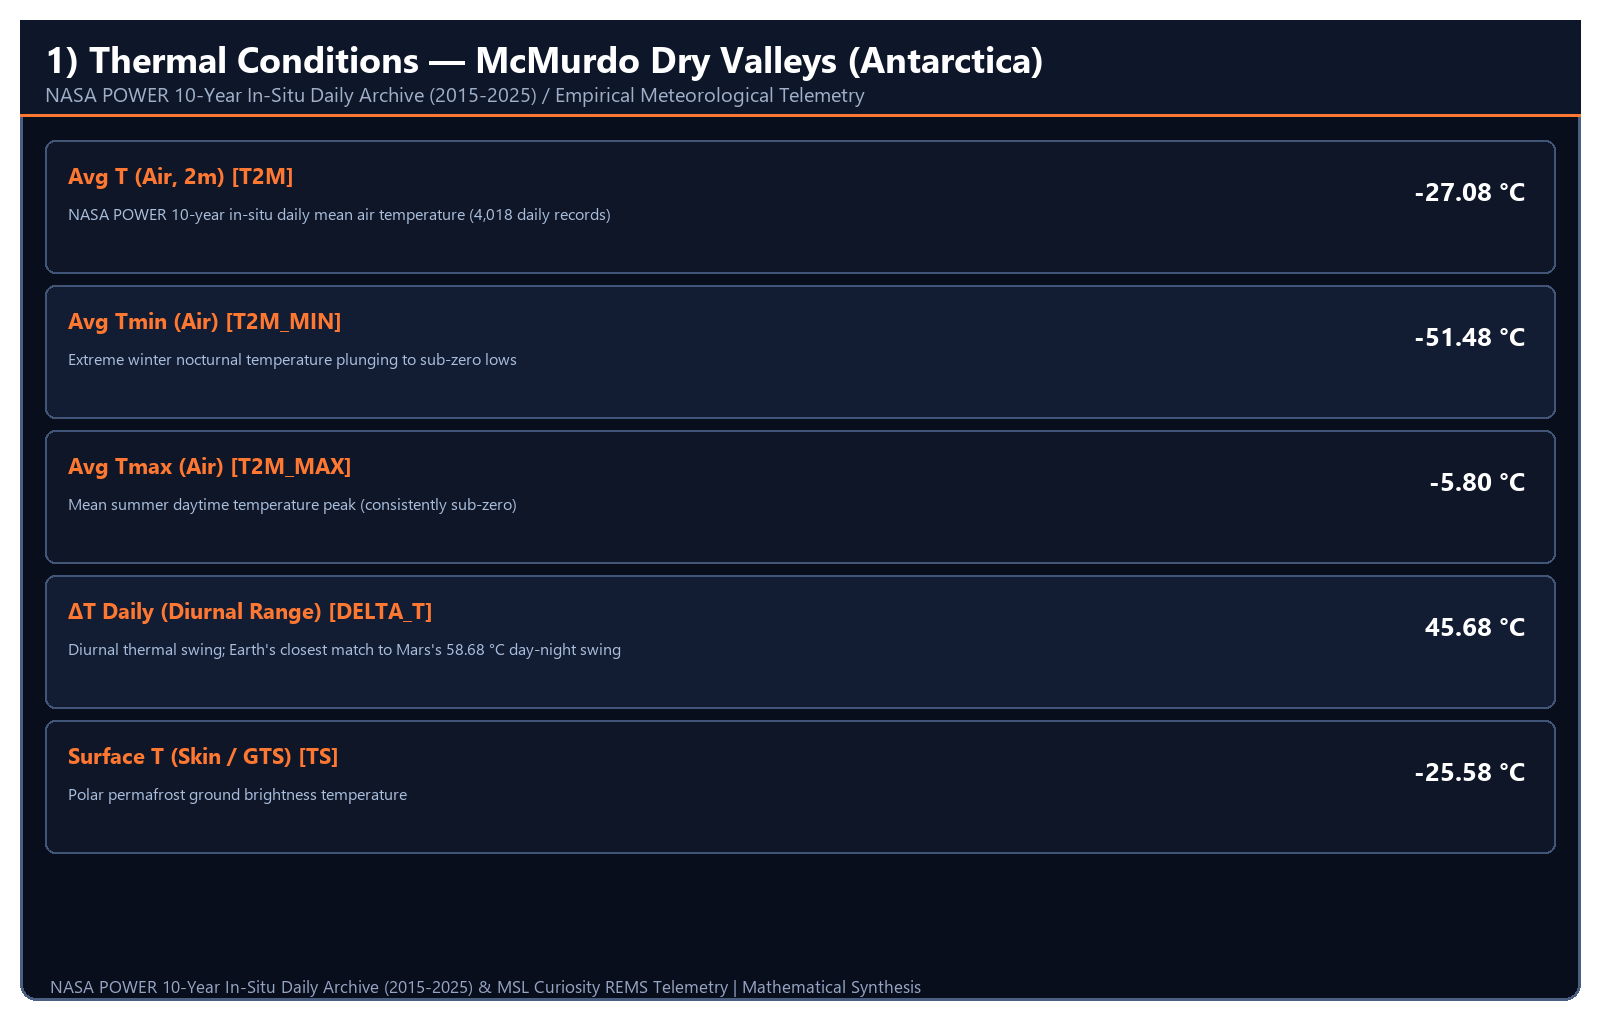 1) Thermal Conditions — McMurdo Dry Valleys (Antarctica)
NASA POWER 10-Year In-Situ Daily Archive (2015-2025) / Empirical Meteorological Telemetry
Avg T (Air, 2m) [T2M]
-27.08 °C
NASA POWER 10-year in-situ daily mean air temperature (4,018 daily records)
Avg Tmin (Air) [T2M_MIN]
-51.48 °C
Extreme winter nocturnal temperature plunging to sub-zero lows
Avg Tmax (Air) [T2M_MAX]
-5.80 °C
Mean summer daytime temperature peak (consistently sub-zero)
ΔT Daily (Diurnal Range) [DELTA_T]
45.68 °C
Diurnal thermal swing; Earth's closest match to Mars's 58.68 °C day-night swing
Surface T (Skin / GTS) [TS]
-25.58 °C
Polar permafrost ground brightness temperature
NASA POWER 10-Year In-Situ Daily Archive (2015-2025) & MSL Curiosity REMS Telemetry | Mathematical Synthesis